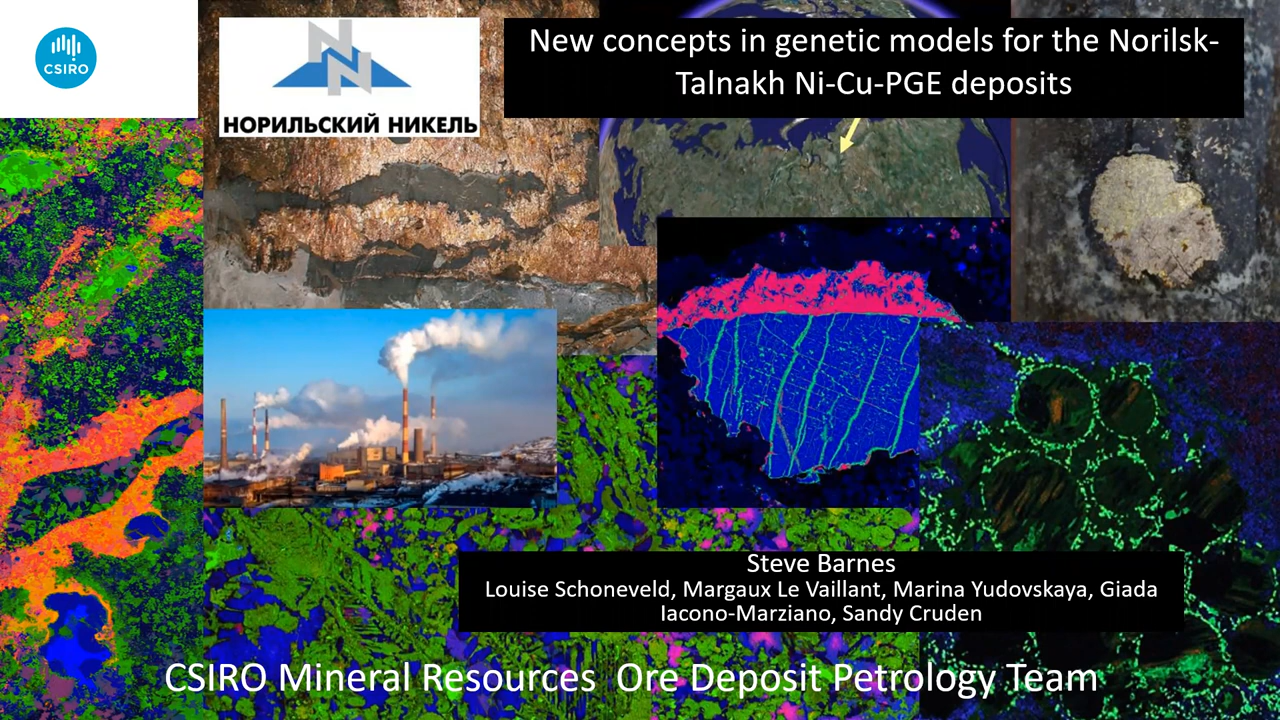 CSIRO
NN
НОРИЛЬСКИЙ НИКЕЛЬ
New concepts in genetic models for the Norilsk-
Talnakh Ni-Cu-PGE deposits
Steve Barnes
Louise Schoneveld, Margaux Le Vaillant, Marina Yudovskaya, Giada
Iacono-Marziano, Sandy Cruden
CSIRO Mineral Resources  Ore Deposit Petrology Team